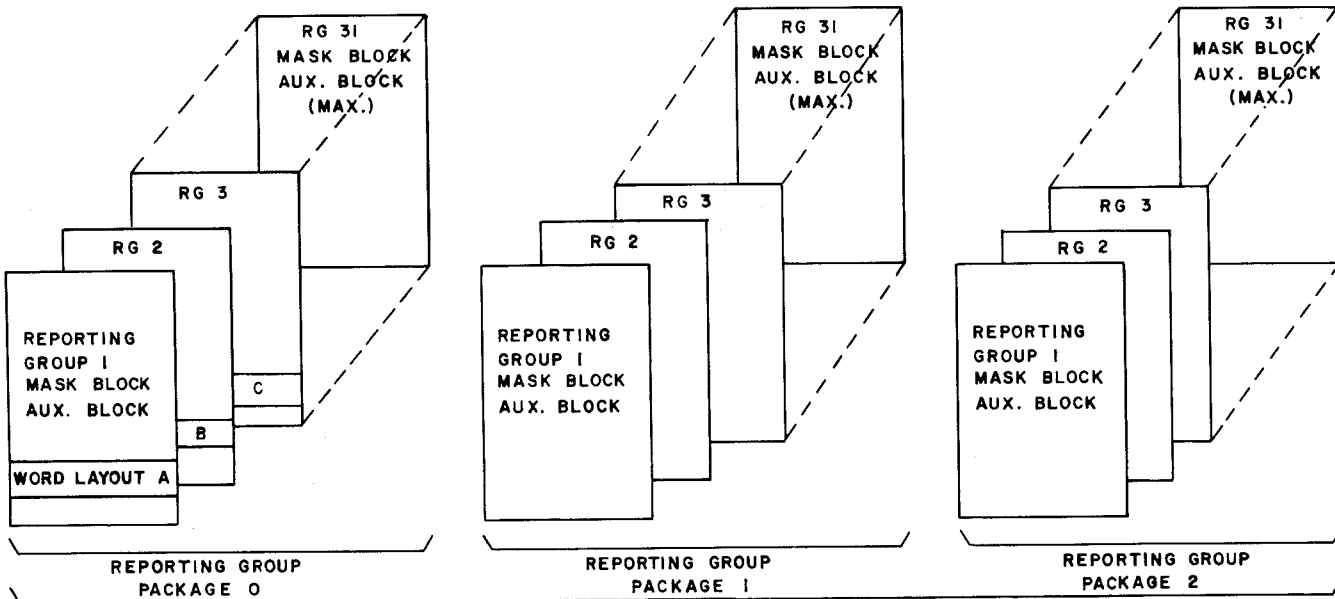 RG 31
MASK BLOCK
AUX. BLOCK
(MAX.)
RG 3
RG 2
REPORTING
GROUP 1
MASK BLOCK
AUX. BLOCK
C
B
WORD LAYOUT A
REPORTING GROUP
PACKAGE 0
RG 31
MASK BLOCK
AUX. BLOCK
(MAX.)
RG 3
RG 2
REPORTING
GROUP 1
MASK BLOCK
AUX. BLOCK
REPORTING GROUP
PACKAGE 1
RG 31
MASK BLOCK
AUX. BLOCK
(MAX.)
RG 3
RG 2
REPORTING
GROUP 1
MASK BLOCK
AUX. BLOCK
REPORTING GROUP
PACKAGE 2